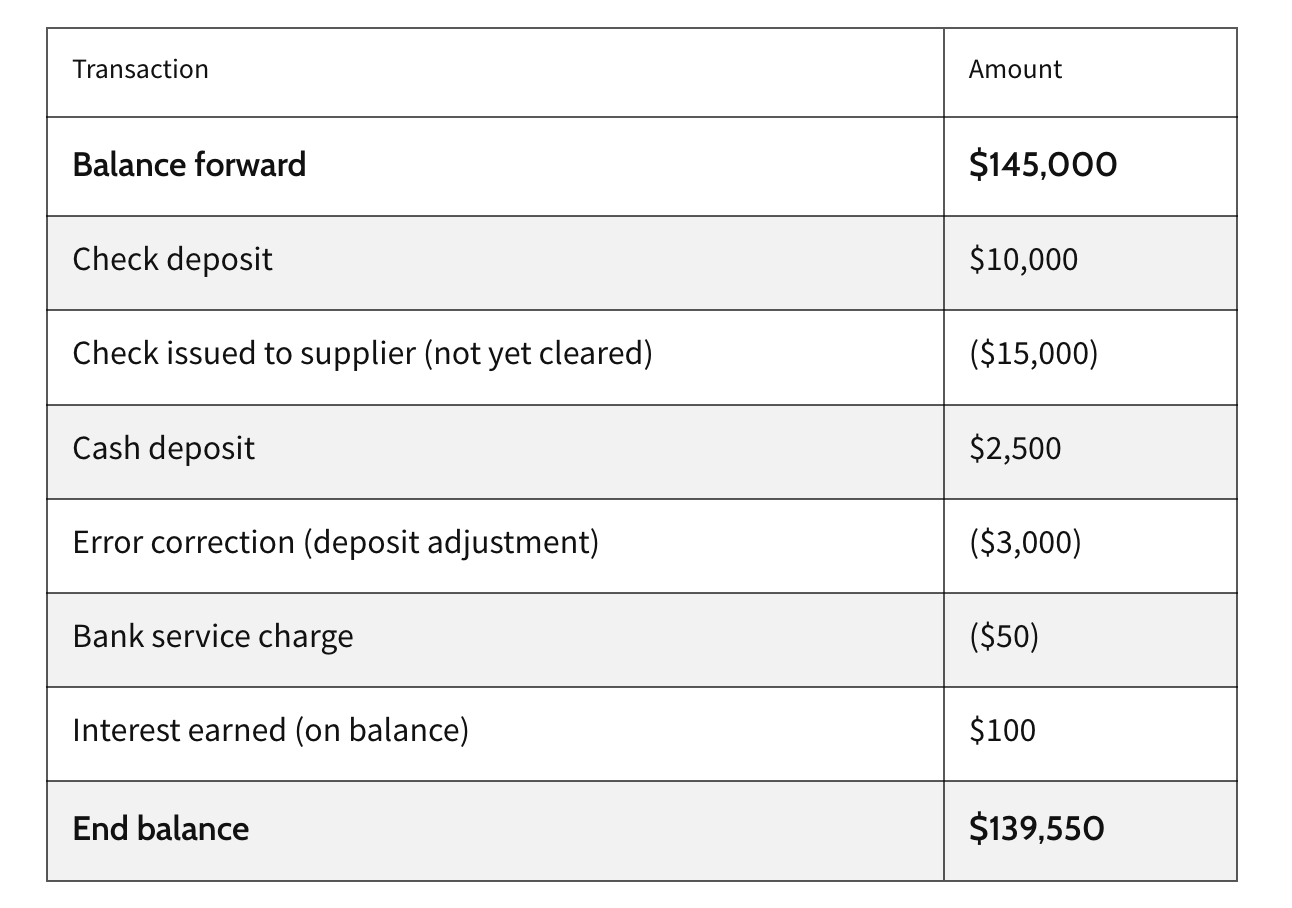 Transaction Amount
Balance forward $145,000
Check deposit $10,000
Check issued to supplier (not yet cleared) ($15,000)
Cash deposit $2,500
Error correction (deposit adjustment) ($3,000)
Bank service charge ($50)
Interest earned (on balance) $100
End balance $139,550